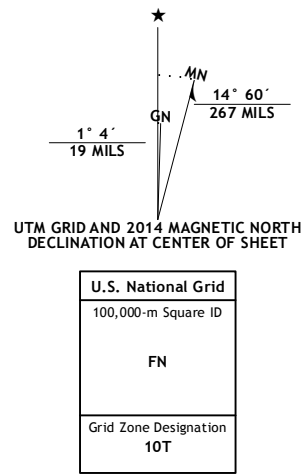 ★
MN
GN
14° 60´
267 MILS
1° 4´
19 MILS
UTM GRID AND 2014 MAGNETIC NORTH
DECLINATION AT CENTER OF SHEET
U.S. National Grid
100,000-m Square ID
FN
Grid Zone Designation
10T